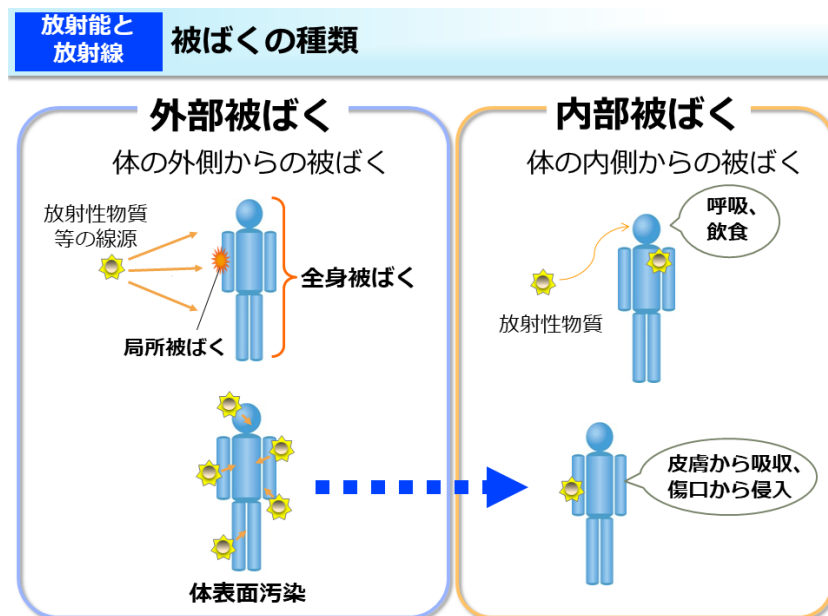 放射能と
放射線
被ばくの種類
外部被ばく
体の外側からの被ばく
放射性物質
等の線源
全身被ばく
局所被ばく
体表面汚染
内部被ばく
体の内側からの被ばく
呼吸、
飲食
放射性物質
皮膚から吸収、
傷口から侵入